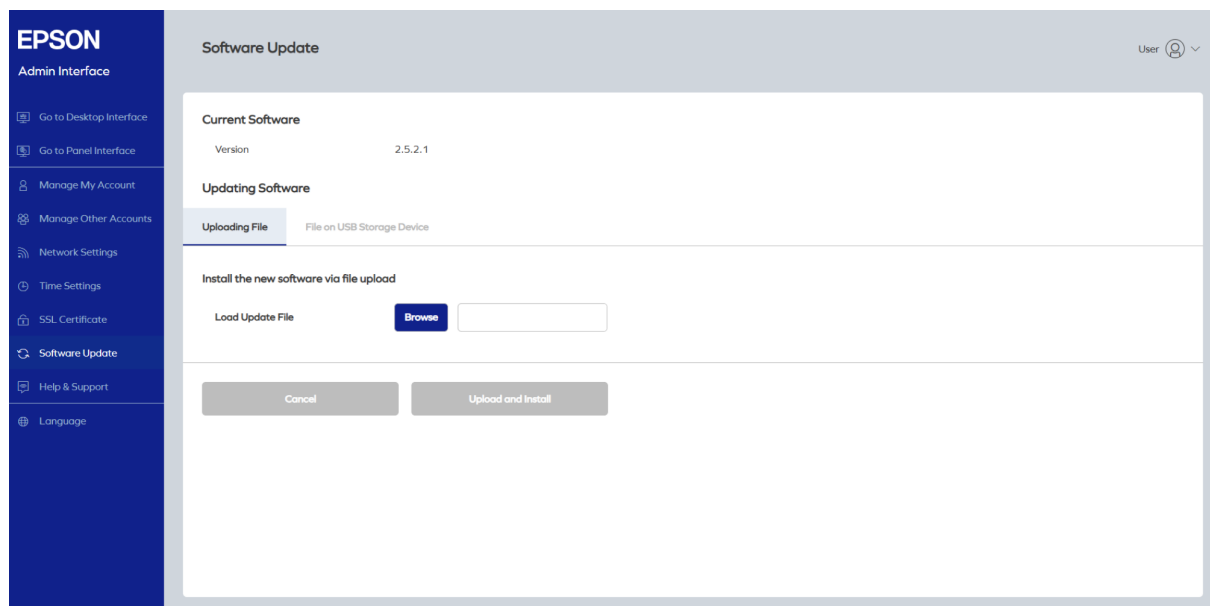 EPSON
Admin Interface
Go to Desktop Interface
Go to Panel Interface
Manage My Account
Manage Other Accounts
Network Settings
Time Settings
SSL Certificate
Software Update
Help & Support
Language
Software Update
User
Current Software
Version 2.5.2.1
Updating Software
Uploading File File on USB Storage Device
Install the new software via file upload
Load Update File Browse
Cancel Upload and Install